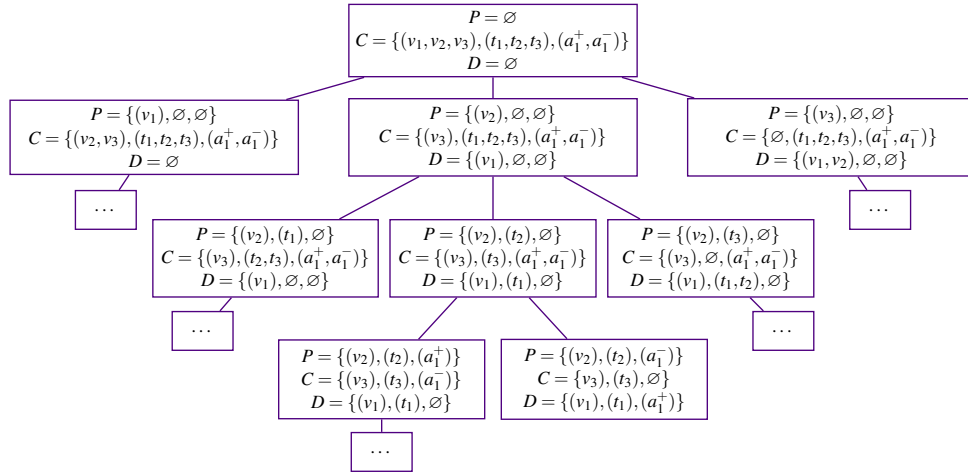 P = ∅
C = {(v₁, v₂, v₃), (t₁, t₂, t₃), (a₁⁺, a₁⁻)}
D = ∅
P = {(v₁), ∅, ∅}
C = {(v₂, v₃), (t₁, t₂, t₃), (a₁⁺, a₁⁻)}
D = ∅
P = {(v₂), ∅, ∅}
C = {(v₃), (t₁, t₂, t₃), (a₁⁺, a₁⁻)}
D = {(v₁), ∅, ∅}
P = {(v₃), ∅, ∅}
C = {∅, (t₁, t₂, t₃), (a₁⁺, a₁⁻)}
D = {(v₁, v₂), ∅, ∅}
⋯
⋯
P = {(v₂), (t₁), ∅}
C = {(v₃), (t₂, t₃), (a₁⁺, a₁⁻)}
D = {(v₁), ∅, ∅}
P = {(v₂), (t₂), ∅}
C = {(v₃), (t₃), (a₁⁺, a₁⁻)}
D = {(v₁), (t₁), ∅}
P = {(v₂), (t₃), ∅}
C = {(v₃), ∅, (a₁⁺, a₁⁻)}
D = {(v₁), (t₁, t₂), ∅}
⋯
⋯
P = {(v₂), (t₂), (a₁⁺)}
C = {(v₃), (t₃), (a₁⁻)}
D = {(v₁), (t₁), ∅}
P = {(v₂), (t₂), (a₁⁻)}
C = {v₃), (t₃), ∅}
D = {(v₁), (t₁), (a₁⁺)}
⋯